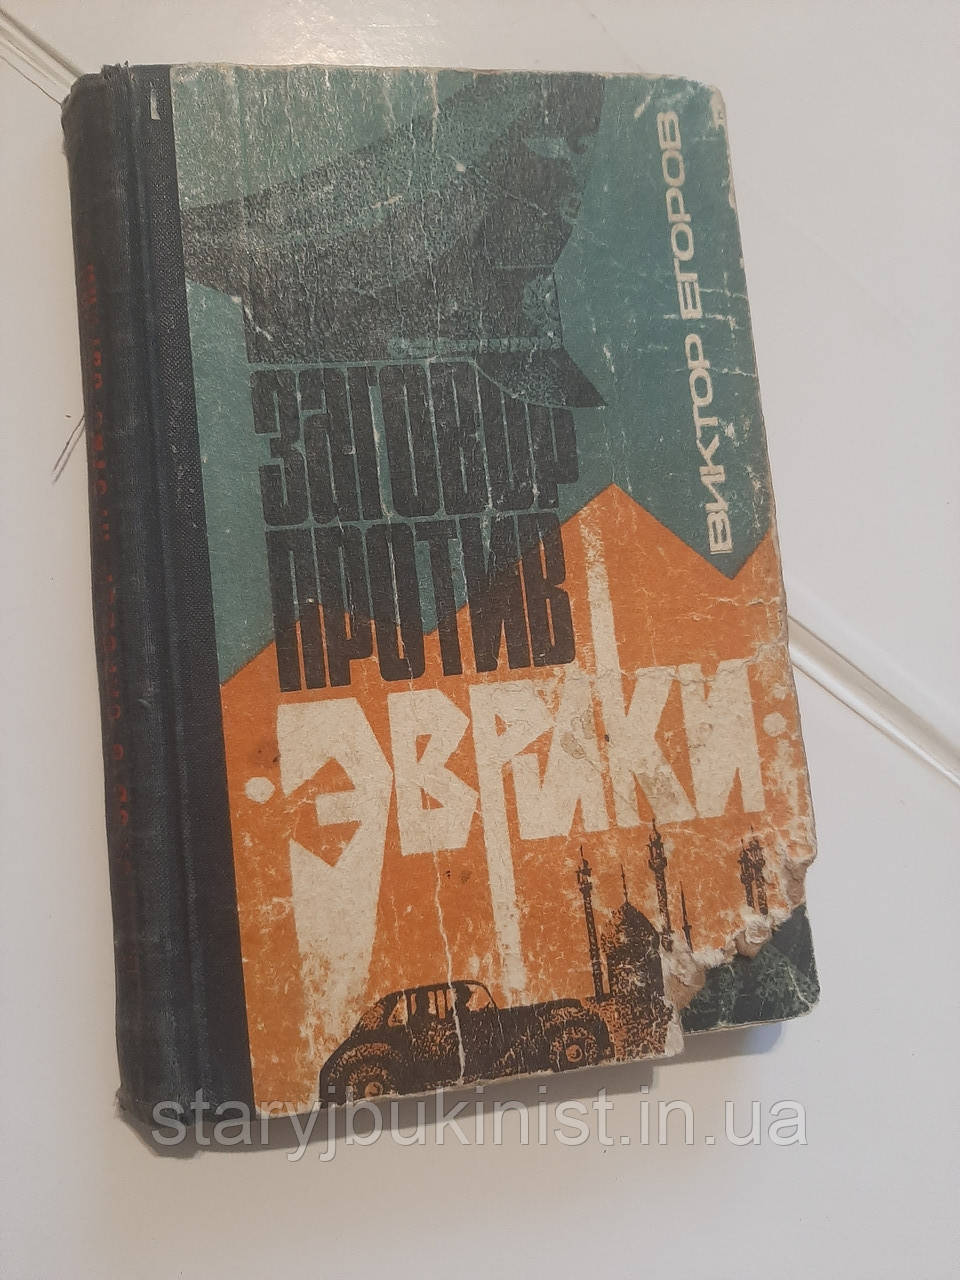 ВИКТОР ЕГОРОВ
ЗАГОВОР
ПРОТИВ
•ЭВРИКИ•
staryjbukinist.in.ua